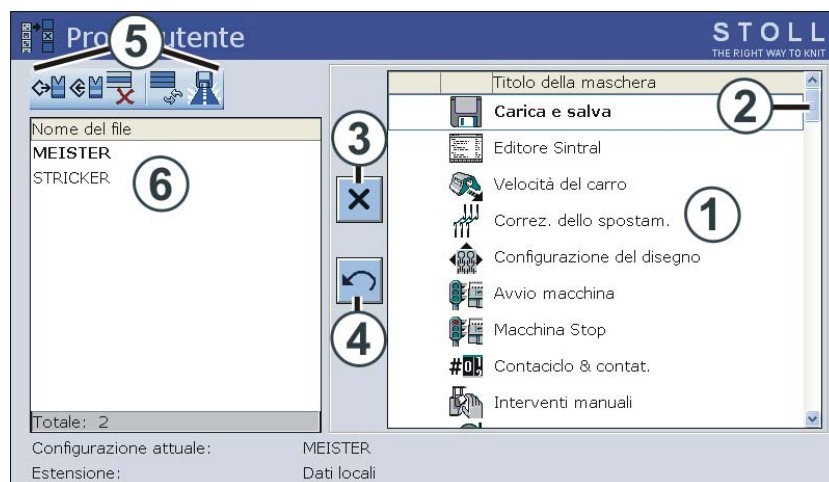 Pro utente
STOLL
THE RIGHT WAY TO KNIT
5
Nome del file
MEISTER
STRICKER
6
Totale: 2
3
4
Titolo della maschera
2
Carica e salva
Editore Sintral
Velocità del carro
Correz. dello spostam.
1
Configurazione del disegno
Avvio macchina
Macchina Stop
Contaciclo & contat.
Interventi manuali
Configurazione attuale: MEISTER
Estensione: Dati locali